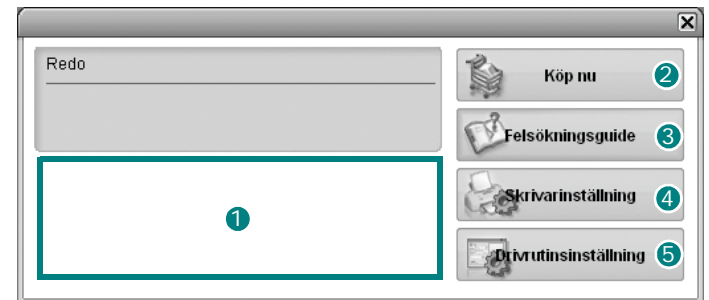 Redo
Köp nu
2
Felsökningsguide
3
1
Skrivarinställning
4
Drivrutinsinställning
5